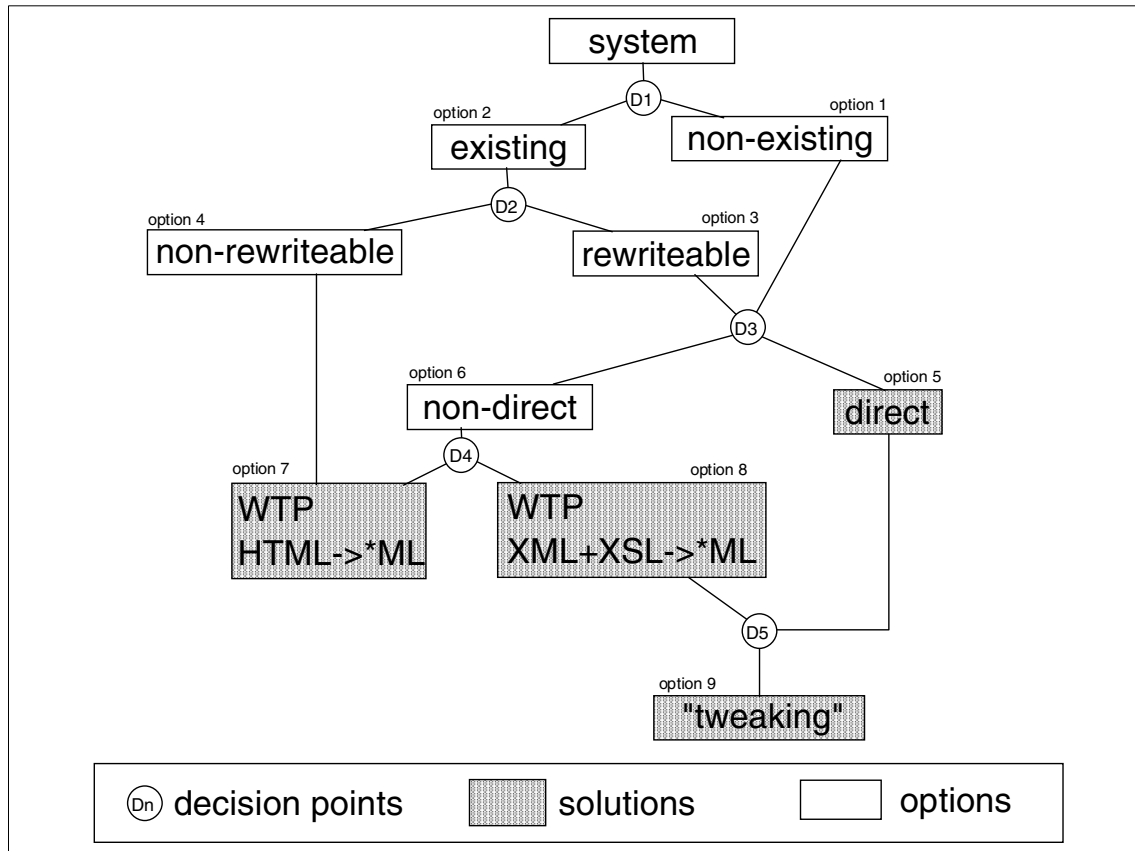 system
D1
option 2
option 1
existing
non-existing
D2
option 4
option 3
non-rewriteable
rewriteable
D3
option 6
option 5
non-direct
direct
D4
option 7
option 8
WTP
HTML->*ML
WTP
XML+XSL->*ML
D5
option 9
"tweaking"
Dn decision points
solutions
options